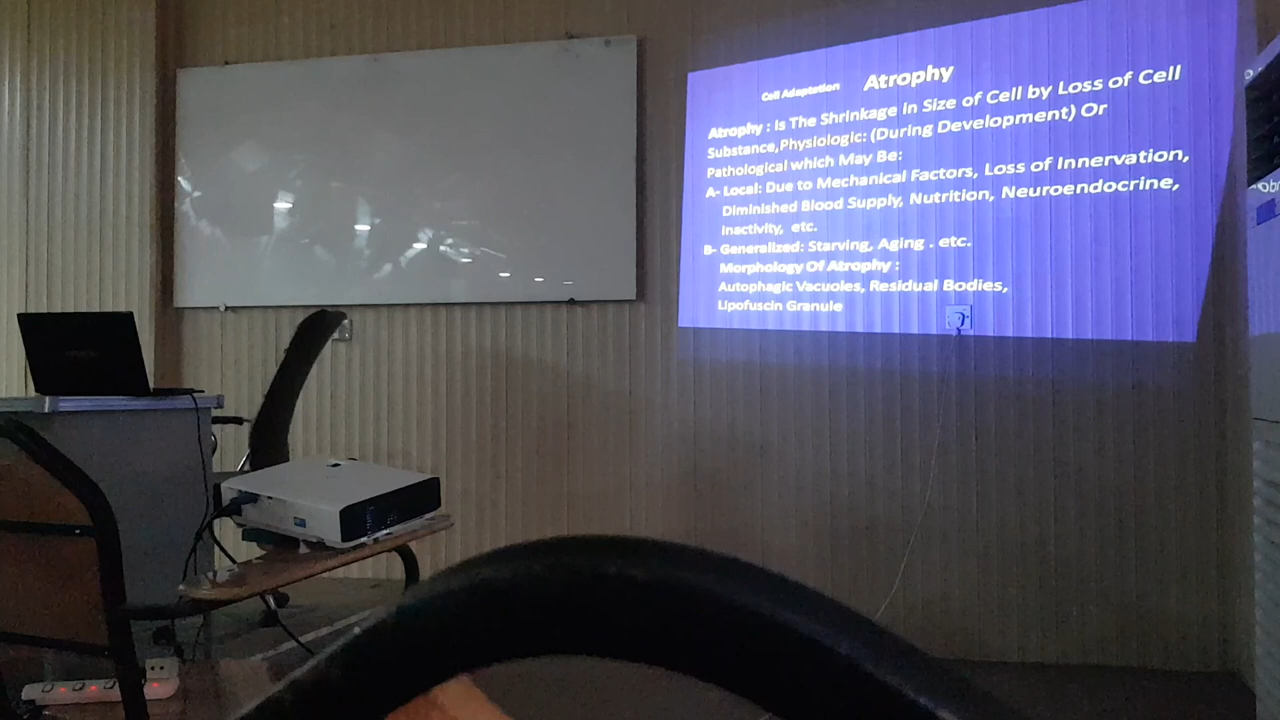 Cell Adaptation Atrophy
Atrophy : Is The Shrinkage in Size of Cell by Loss of Cell
Substance,Physiologic: (During Development) Or
Pathological which May Be:
A- Local: Due to Mechanical Factors, Loss of Innervation,
Diminished Blood Supply, Nutrition, Neuroendocrine,
inactivity, etc.
B- Generalized: Starving, Aging . etc.
Morphology Of Atrophy :
Autophagic Vacuoles, Residual Bodies,
Lipofuscin Granule